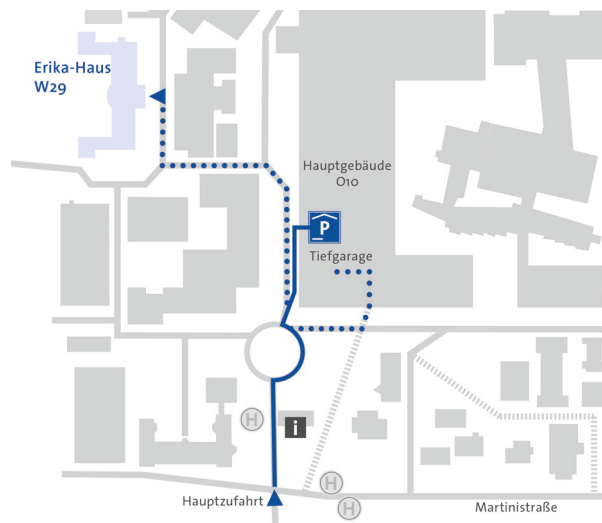 Erika-Haus
W29
Hauptgebäude
O10
P
Tiefgarage
H
i
H
H
Hauptzufahrt
Martinistraße